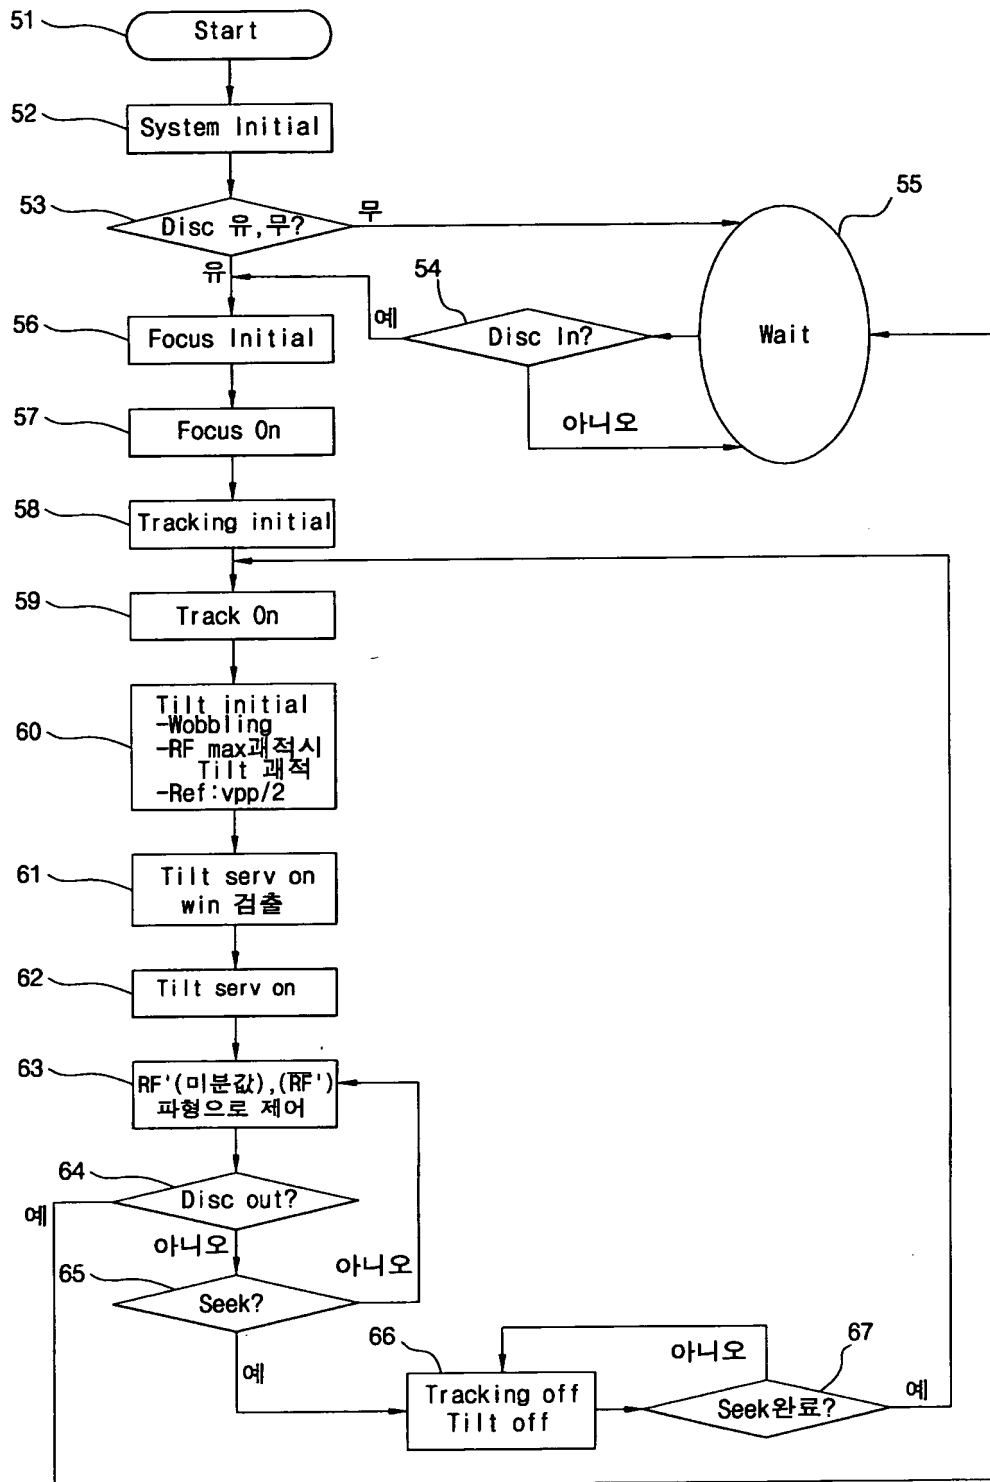 51
Start
52
System Initial
53
Disc 유,무?
무
55
유
54
예
56
Focus Initial
Disc In?
Wait
57
Focus On
아니오
58
Tracking initial
59
Track On
60
Tilt initial
-Wobbling
-RF max괘적시
Tilt 괘적
-Ref:vpp/2
61
Tilt serv on
win 검출
62
Tilt serv on
63
RF'(미분값),(R̅F̅')
파형으로 제어
64
Disc out?
예
아니오
65
아니오
Seek?
예
66
아니오
67
예
Tracking off
Tilt off
Seek완료?